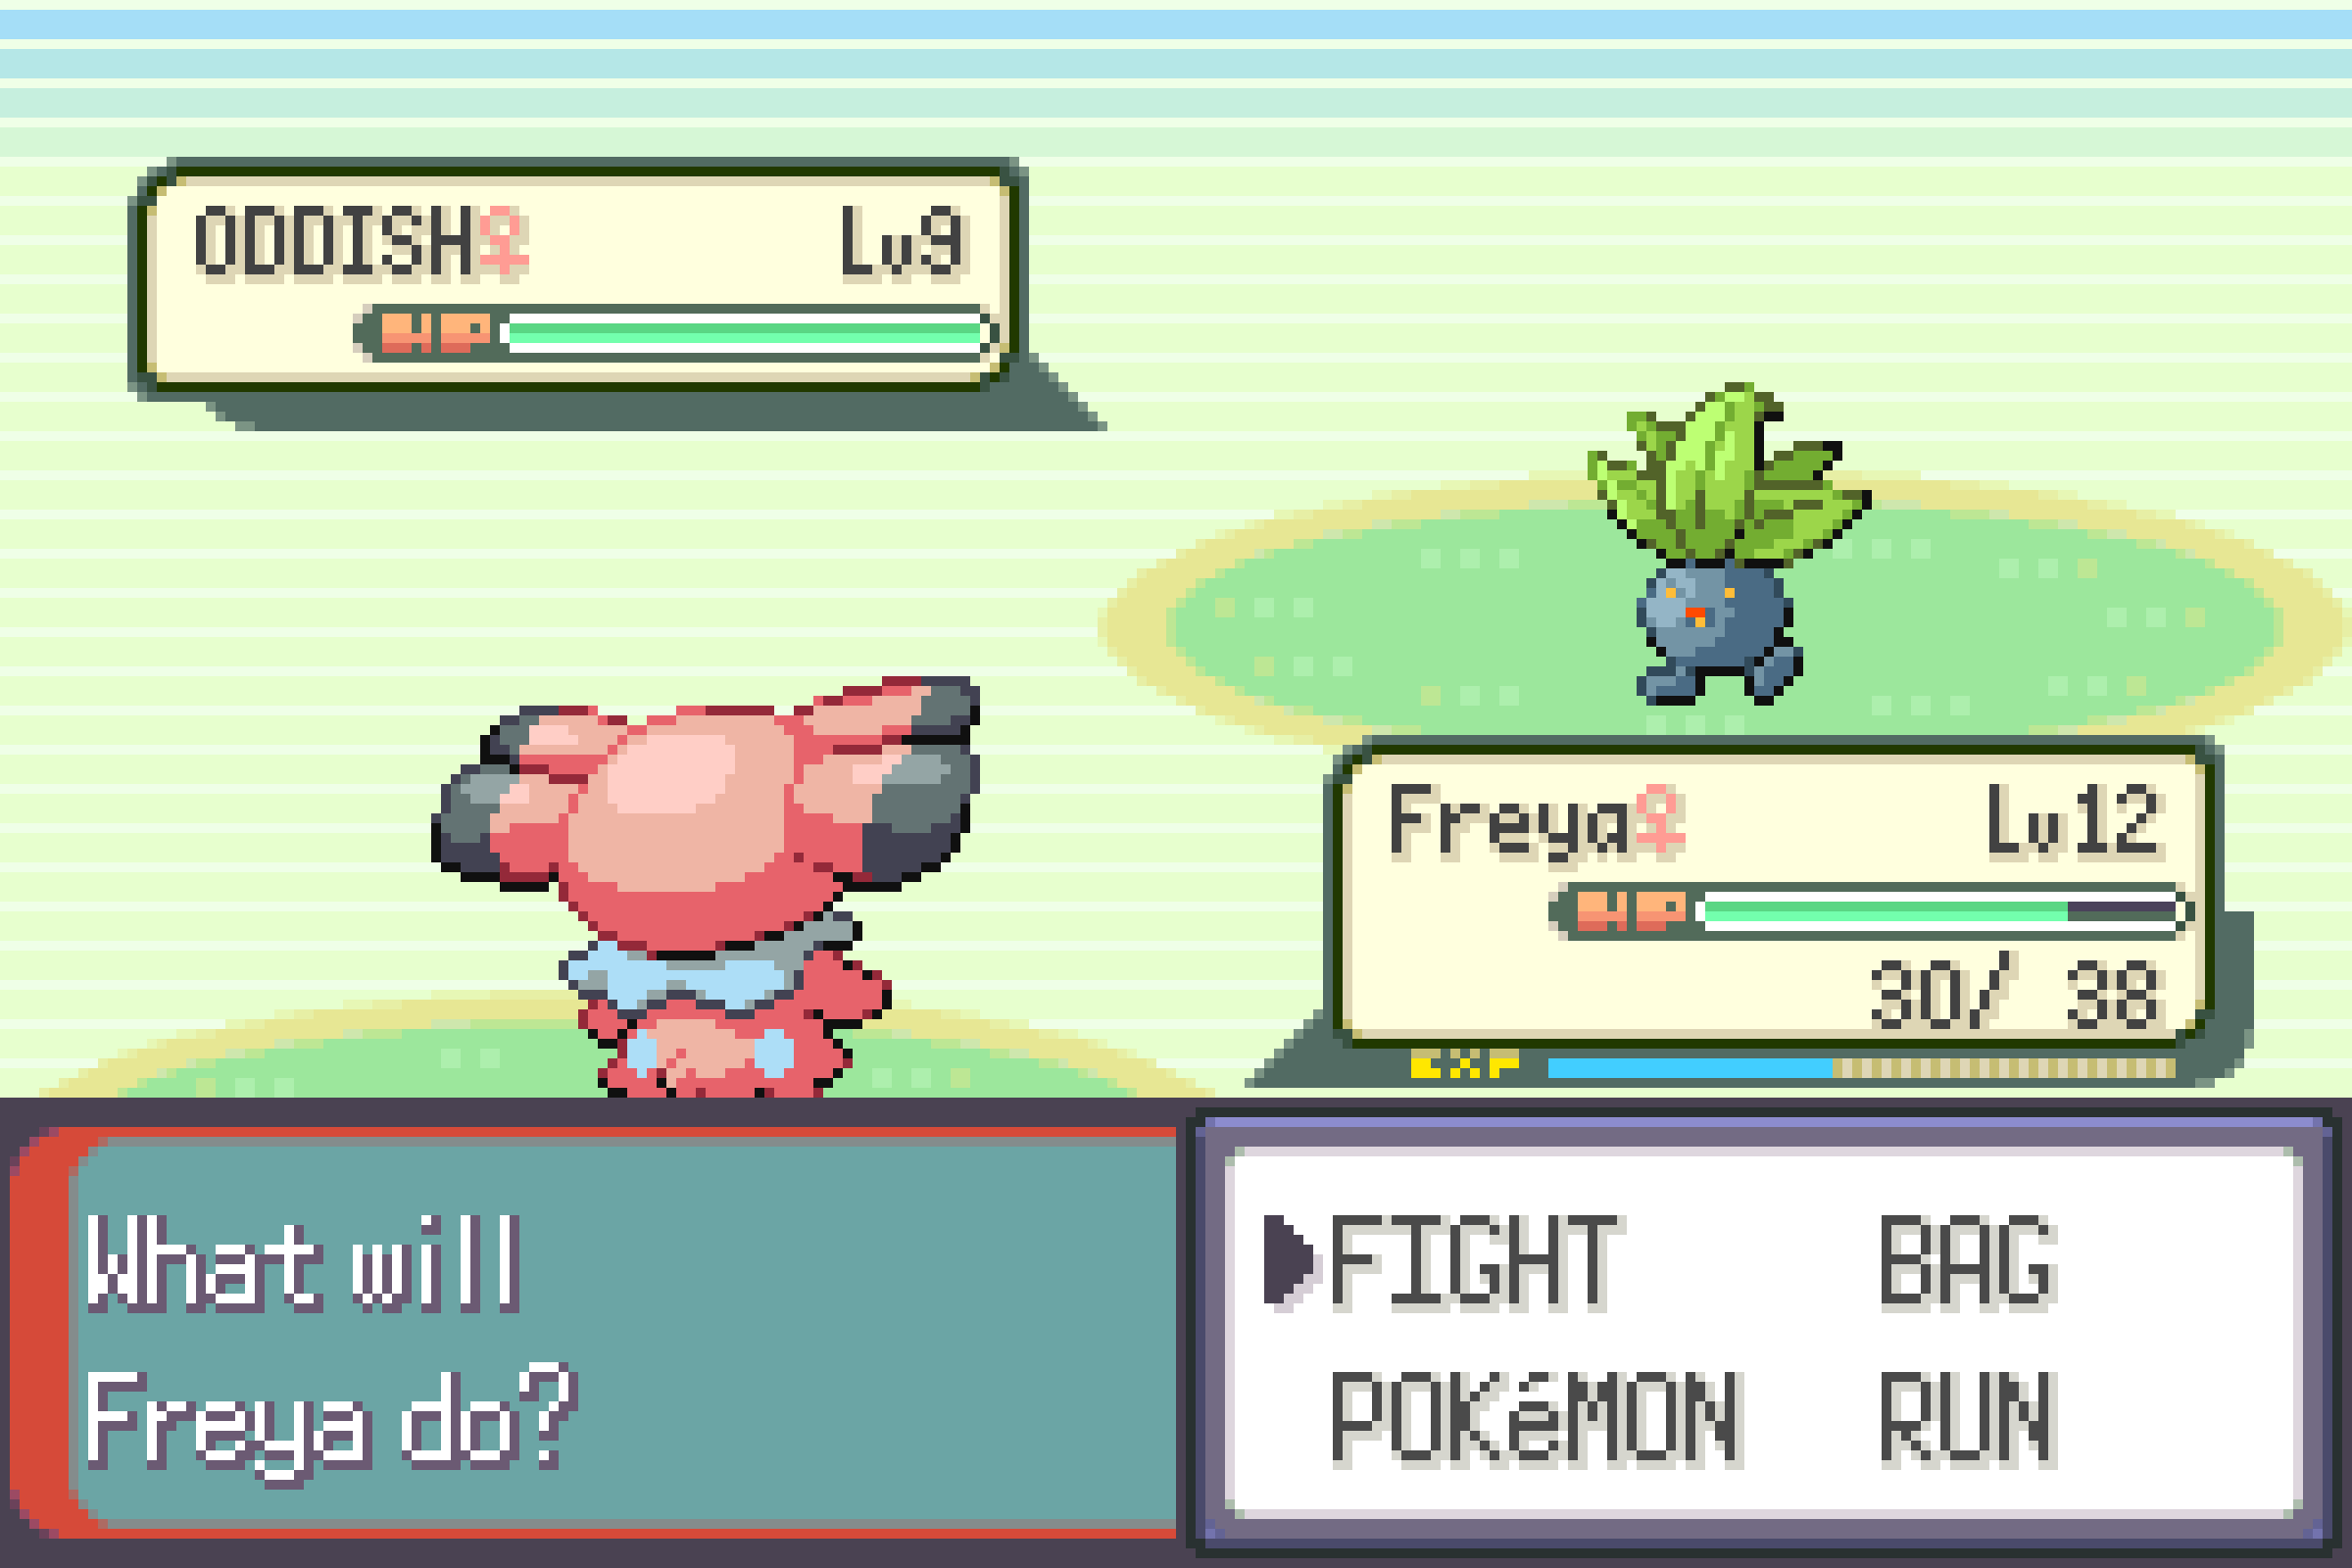 ODDISH♀ Lv9
HP
Freya♀ Lv12
HP
30/ 38
EXP
What will
Freya do?
FIGHT BAG
POKéMON RUN